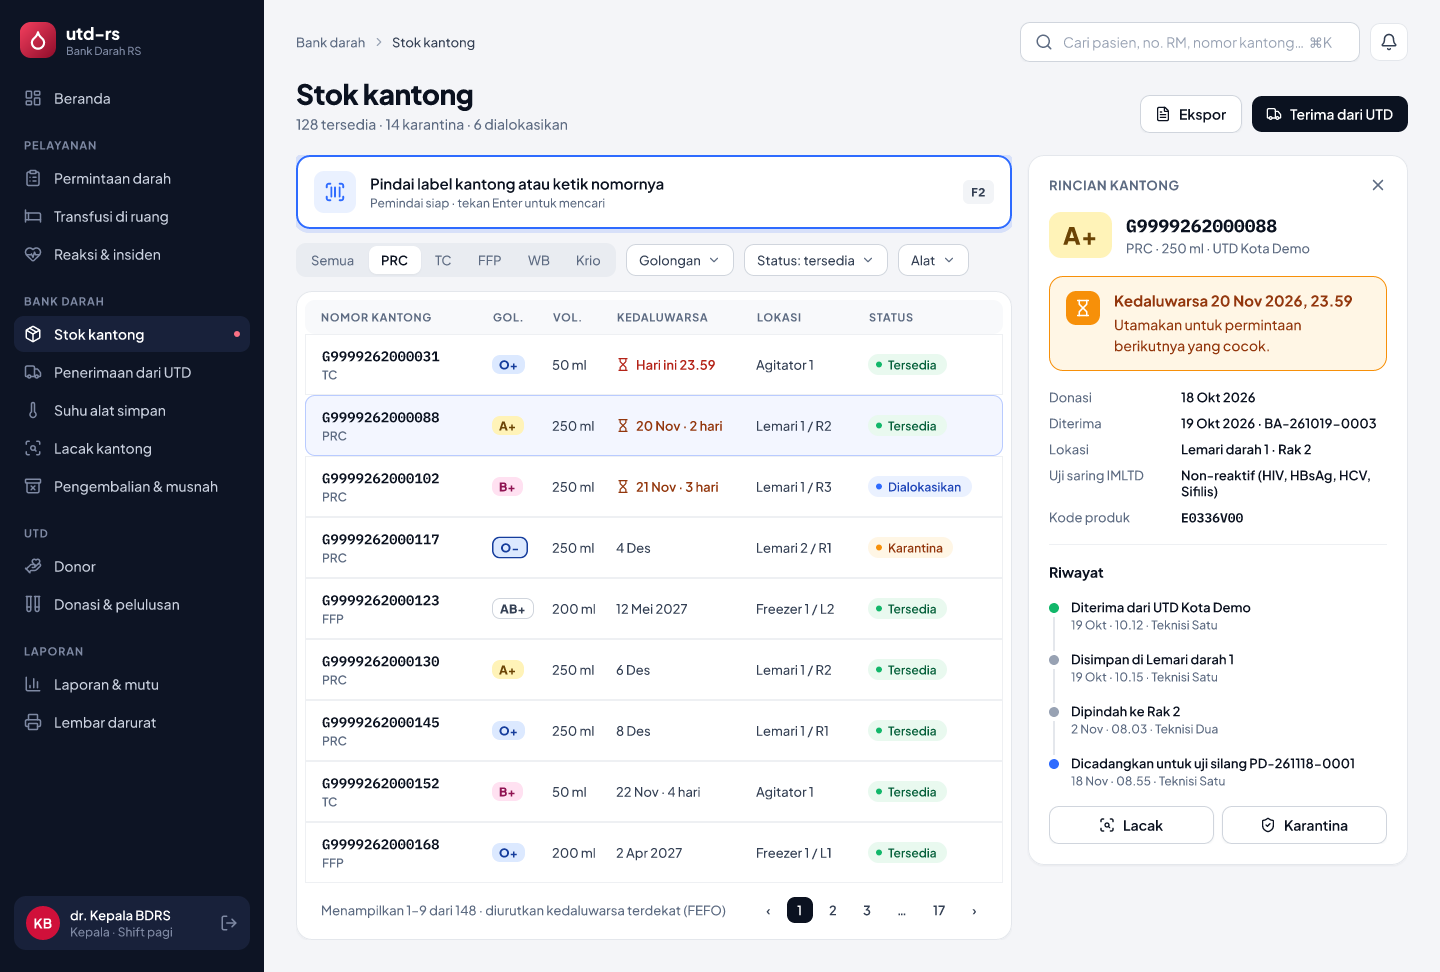 utd-rs
Bank Darah RS
Beranda
PELAYANAN
Permintaan darah
Transfusi di ruang
Reaksi & insiden
BANK DARAH
Stok kantong
Penerimaan dari UTD
Suhu alat simpan
Lacak kantong
Pengembalian & musnah
UTD
Donor
Donasi & pelulusan
LAPORAN
Laporan & mutu
Lembar darurat
KB
dr. Kepala BDRS
Kepala · Shift pagi
Bank darah > Stok kantong
Cari pasien, no. RM, nomor kantong... ⌘K
Stok kantong
128 tersedia · 14 karantina · 6 dialokasikan
Ekspor
Terima dari UTD
Pindai label kantong atau ketik nomornya
Pemindai siap · tekan Enter untuk mencari
F2
Semua PRC TC FFP WB Krio Golongan Status: tersedia Alat
NOMOR KANTONG GOL. VOL. KEDALUWARSA LOKASI STATUS
G9999262000031
TC
O+ 50 ml Hari ini 23.59 Agitator 1 Tersedia
G9999262000088
PRC
A+ 250 ml 20 Nov · 2 hari Lemari 1 / R2 Tersedia
G9999262000102
PRC
B+ 250 ml 21 Nov · 3 hari Lemari 1 / R3 Dialokasikan
G9999262000117
PRC
O- 250 ml 4 Des Lemari 2 / R1 Karantina
G9999262000123
FFP
AB+ 200 ml 12 Mei 2027 Freezer 1 / L2 Tersedia
G9999262000130
PRC
A+ 250 ml 6 Des Lemari 1 / R2 Tersedia
G9999262000145
PRC
O+ 250 ml 8 Des Lemari 1 / R1 Tersedia
G9999262000152
TC
B+ 50 ml 22 Nov · 4 hari Agitator 1 Tersedia
G9999262000168
FFP
O+ 200 ml 2 Apr 2027 Freezer 1 / L1 Tersedia
Menampilkan 1–9 dari 148 · diurutkan kedaluwarsa terdekat (FEFO)
‹ 1 2 3 … 17 ›
RINCIAN KANTONG
A+
G9999262000088
PRC · 250 ml · UTD Kota Demo
Kedaluwarsa 20 Nov 2026, 23.59
Utamakan untuk permintaan
berikutnya yang cocok.
Donasi 18 Okt 2026
Diterima 19 Okt 2026 · BA-261019-0003
Lokasi Lemari darah 1 · Rak 2
Uji saring IMLTD Non-reaktif (HIV, HBsAg, HCV,
Sifilis)
Kode produk E0336V00
Riwayat
Diterima dari UTD Kota Demo
19 Okt · 10.12 · Teknisi Satu
Disimpan di Lemari darah 1
19 Okt · 10.15 · Teknisi Satu
Dipindah ke Rak 2
2 Nov · 08.03 · Teknisi Dua
Dicadangkan untuk uji silang PD-261118-0001
18 Nov · 08.55 · Teknisi Satu
Lacak
Karantina